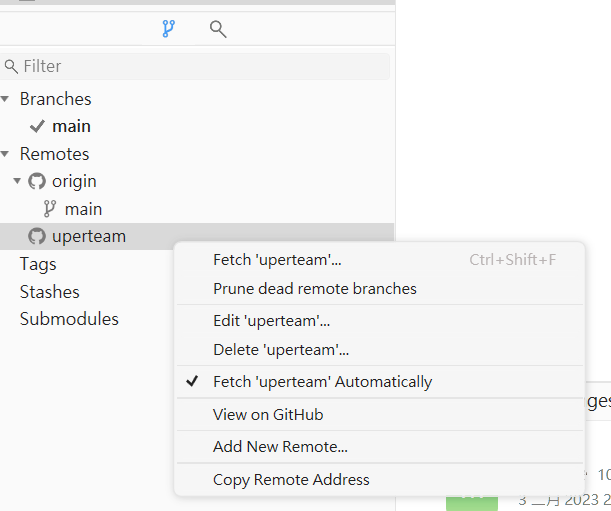 Filter
Branches
main
Remotes
origin
main
uperteam
Tags
Stashes
Submodules
Fetch 'uperteam'... Ctrl+Shift+F
Prune dead remote branches
Edit 'uperteam'...
Delete 'uperteam'...
Fetch 'uperteam' Automatically
View on GitHub
Add New Remote...
Copy Remote Address
ges
10
3 二月 2023 2